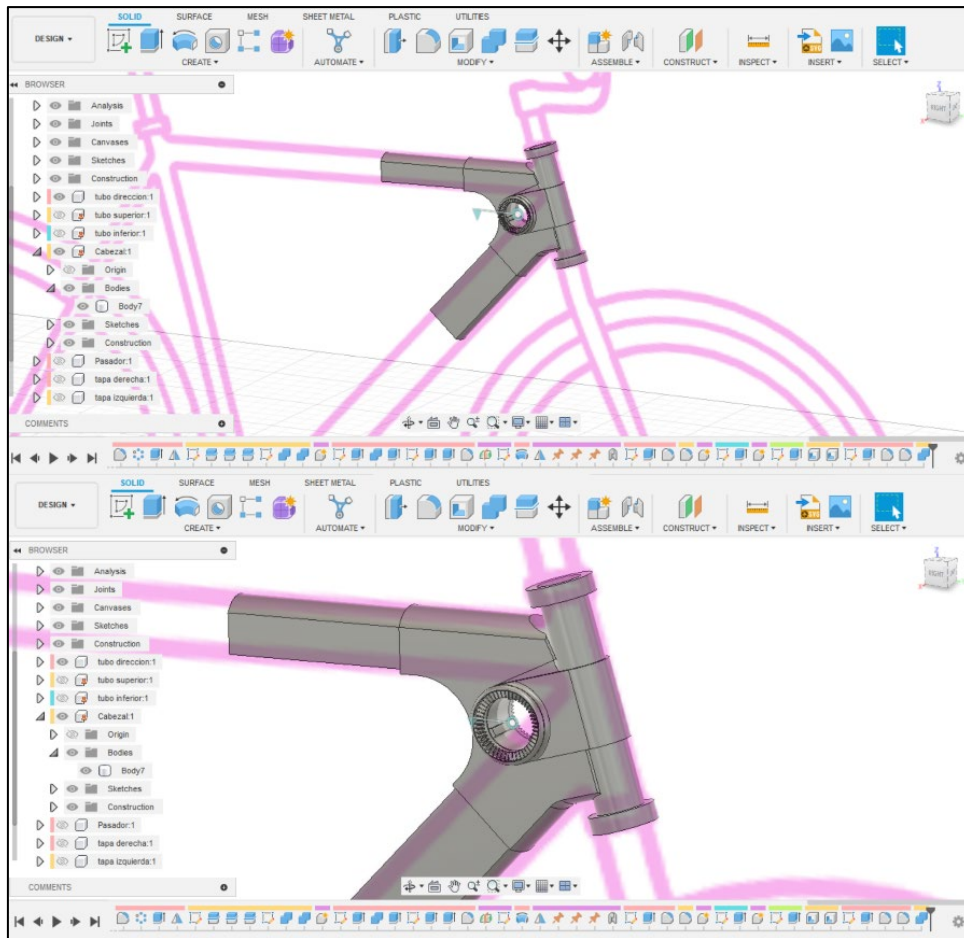 SOLID SURFACE MESH SHEET METAL PLASTIC UTILITIES
DESIGN
CREATE AUTOMATE MODIFY ASSEMBLE CONSTRUCT INSPECT INSERT SELECT
BROWSER
Analysis
Joints
Canvases
Sketches
Construction
tubo direccion:1
tubo superior:1
tubo inferior:1
Cabezal:1
Origin
Bodies
Body7
Sketches
Construction
Pasador:1
tapa derecha:1
tapa izquierda:1
COMMENTS
RIGHT
SOLID SURFACE MESH SHEET METAL PLASTIC UTILITIES
DESIGN
CREATE AUTOMATE MODIFY ASSEMBLE CONSTRUCT INSPECT INSERT SELECT
BROWSER
Analysis
Joints
Canvases
Sketches
Construction
tubo direccion:1
tubo superior:1
tubo inferior:1
Cabezal:1
Origin
Bodies
Body7
Sketches
Construction
Pasador:1
tapa derecha:1
tapa izquierda:1
COMMENTS
RIGHT